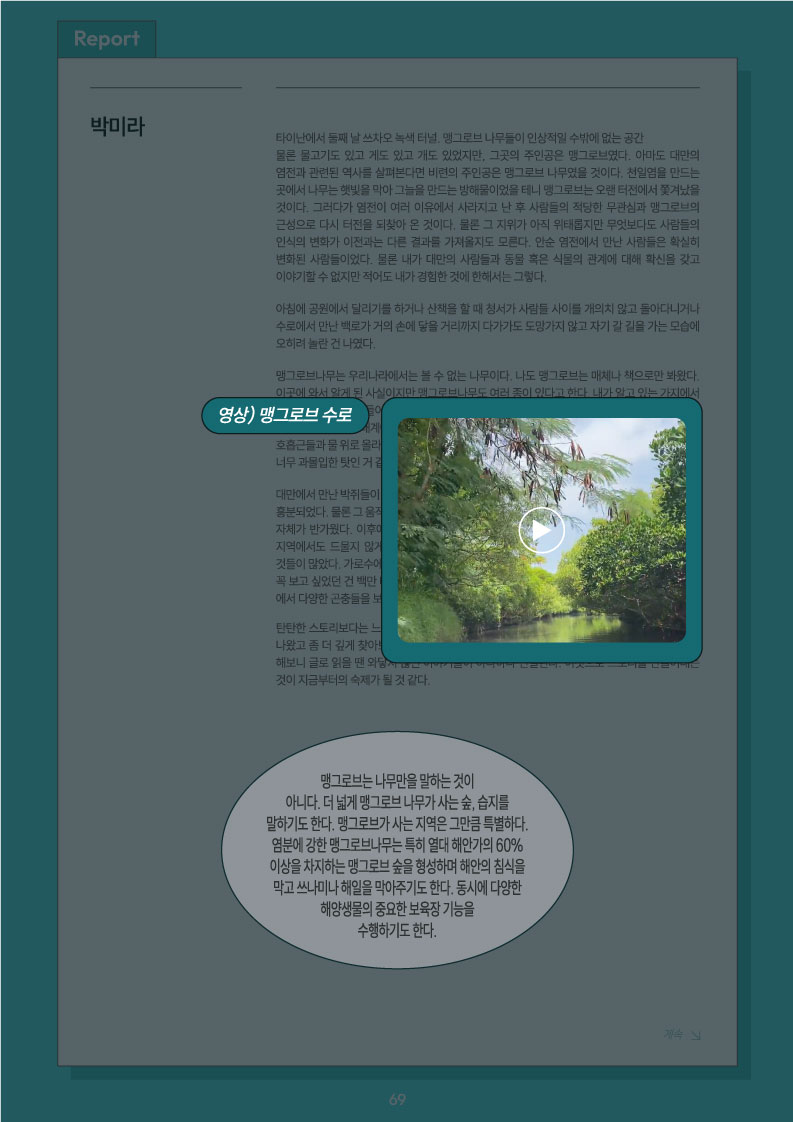 Report
박미라
타이난에서 둘째 날 쓰차오 녹색 터널. 맹그로브 나무들이 인상적일 수밖에 없는 공간
물론 물고기도 있고 게도 있고 개도 있었지만, 그곳의 주인공은 맹그로브였다. 아마도 대만의
염전과 관련된 역사를 살펴본다면 비련의 주인공은 맹그로브 나무였을 것이다. 천일염을 만드는
곳에서 나무는 햇빛을 막아 그늘을 만드는 방해물이었을 테니 맹그로브는 오랜 터전에서 쫓겨났을
것이다. 그러다가 염전이 여러 이유에서 사라지고 난 후 사람들의 적당한 무관심과 맹그로브의
근성으로 다시 터전을 되찾아 온 것이다. 물론 그 지위가 아직 위태롭지만 무엇보다도 사람들의
인식의 변화가 이전과는 다른 결과를 가져올지도 모른다. 안순 염전에서 만난 사람들은 확실히
변화된 사람들이었다. 물론 내가 대만의 사람들과 동물 혹은 식물의 관계에 대해 확신을 갖고
이야기할 수 없지만 적어도 내가 경험한 것에 한해서는 그렇다.
아침에 공원에서 달리기를 하거나 산책을 할 때 청서가 사람들 사이를 개의치 않고 돌아다니거나
수로에서 만난 백로가 거의 손에 닿을 거리까지 다가가도 도망가지 않고 자기 갈 길을 가는 모습에
오히려 놀란 건 나였다.
맹그로브나무는 우리나라에서는 볼 수 없는 나무이다. 나도 맹그로브는 매체나 책으로만 봐왔다.
이곳에 와서 알게 된 사실이지만 맹그로브나무도 여러 종이 있다고 한다. 내가 알고 있는 가지에서
영상) 맹그로브 수로
호흡근들과 물 위로 올라
너무 과몰입한 탓인 거 같
대만에서 만난 박쥐들이
흥분되었다. 물론 그 움직
자체가 반가웠다. 이후에
지역에서도 드물지 않게
것들이 많았다. 가로수에
꼭 보고 싶었던 건 백만
에서 다양한 곤충들을 보
탄탄한 스토리보다는 느
나왔고 좀 더 깊게 찾아보
해보니 글로 읽을 땐 와닿지 않던 이야기들이
것이 지금부터의 숙제가 될 것 같다.
맹그로브는 나무만을 말하는 것이
아니다. 더 넓게 맹그로브 나무가 사는 숲, 습지를
말하기도 한다. 맹그로브가 사는 지역은 그만큼 특별하다.
염분에 강한 맹그로브나무는 특히 열대 해안가의 60%
이상을 차지하는 맹그로브 숲을 형성하며 해안의 침식을
막고 쓰나미나 해일을 막아주기도 한다. 동시에 다양한
해양생물의 중요한 보육장 기능을
수행하기도 한다.
계속
69